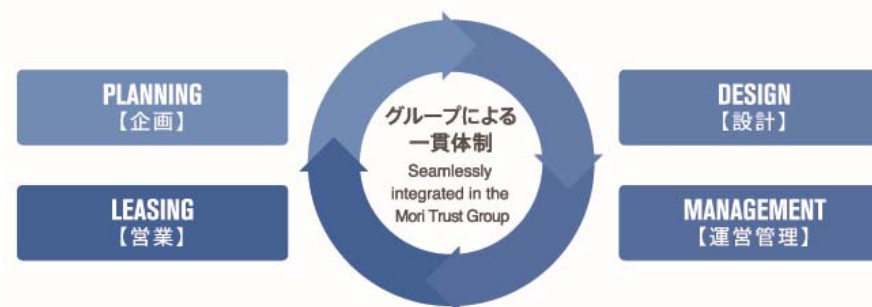 PLANNING
【企画】
DESIGN
【設計】
グループによる
一貫体制
Seamlessly
integrated in the
Mori Trust Group
LEASING
【営業】
MANAGEMENT
【運営管理】